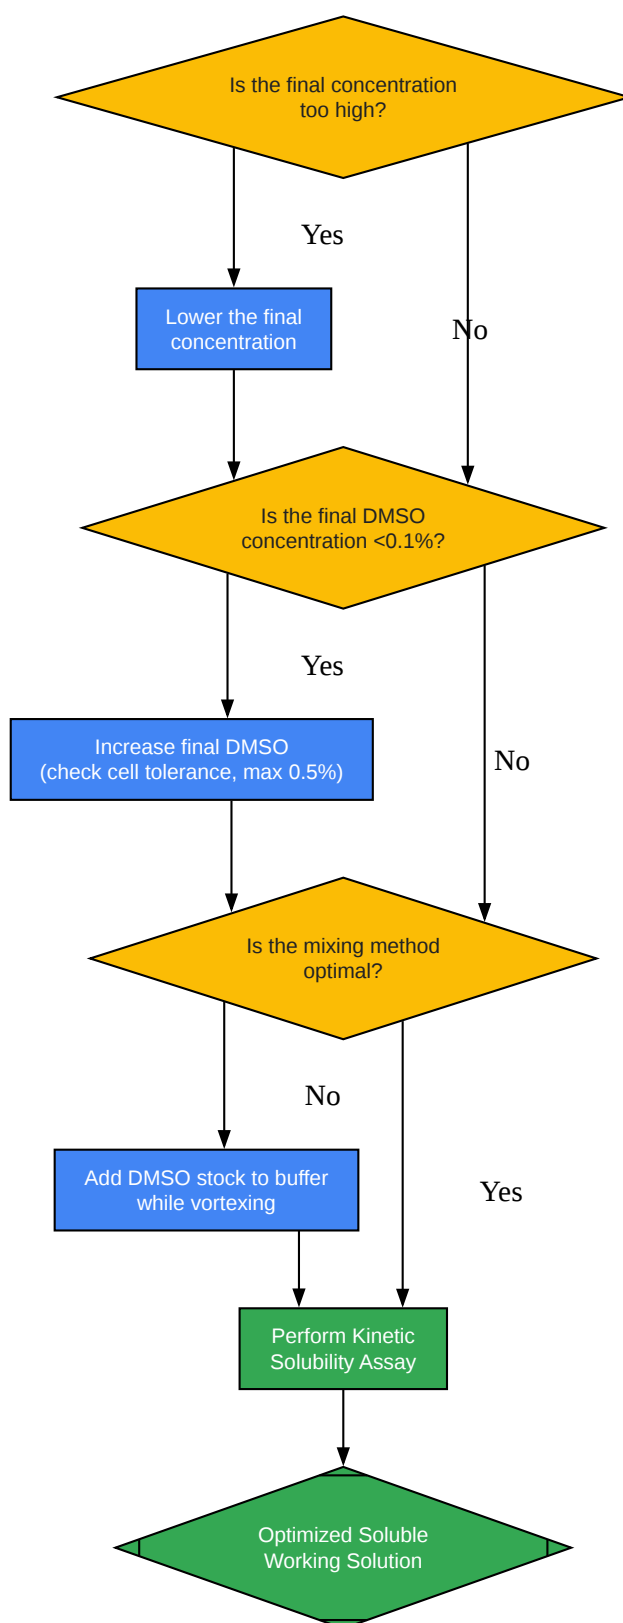 Is the final concentration
too high?
Yes
Lower the final
concentration
No
Is the final DMSO
concentration <0.1%?
Yes
Increase final DMSO
(check cell tolerance, max 0.5%)
No
Is the mixing method
optimal?
No
Add DMSO stock to buffer
while vortexing
Yes
Perform Kinetic
Solubility Assay
Optimized Soluble
Working Solution